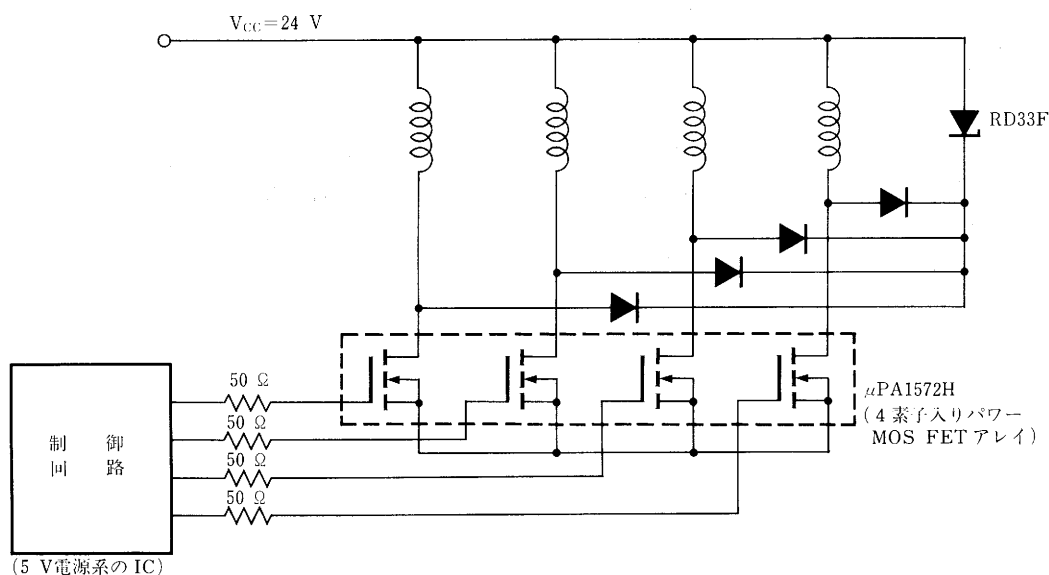 V_CC=24 V
RD33F
μPA1572H
(4素子入りパワー
MOS FETアレイ)
50 Ω
50 Ω
50 Ω
50 Ω
制 御
回 路
(5 V電源系のIC)